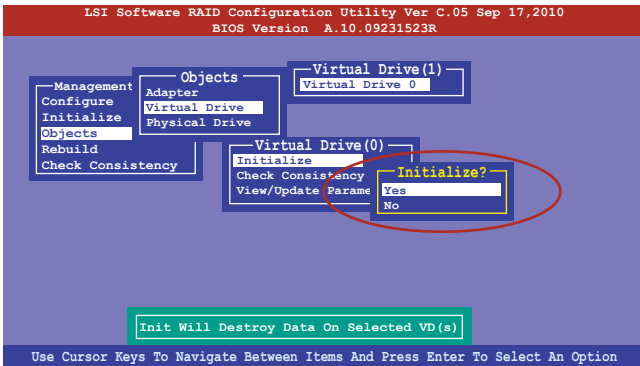 LSI Software RAID Configuration Utility Ver C.05 Sep 17,2010
BIOS Version A.10.09231523R
Management
Configure
Initialize
Objects
Rebuild
Check Consistency
Objects
Adapter
Virtual Drive
Physical Drive
Virtual Drive(1)
Virtual Drive 0
Virtual Drive(0)
Initialize
Check Consistency
View/Update Parame
Initialize?
Yes
No
Init Will Destroy Data On Selected VD(s)
Use Cursor Keys To Navigate Between Items And Press Enter To Select An Option